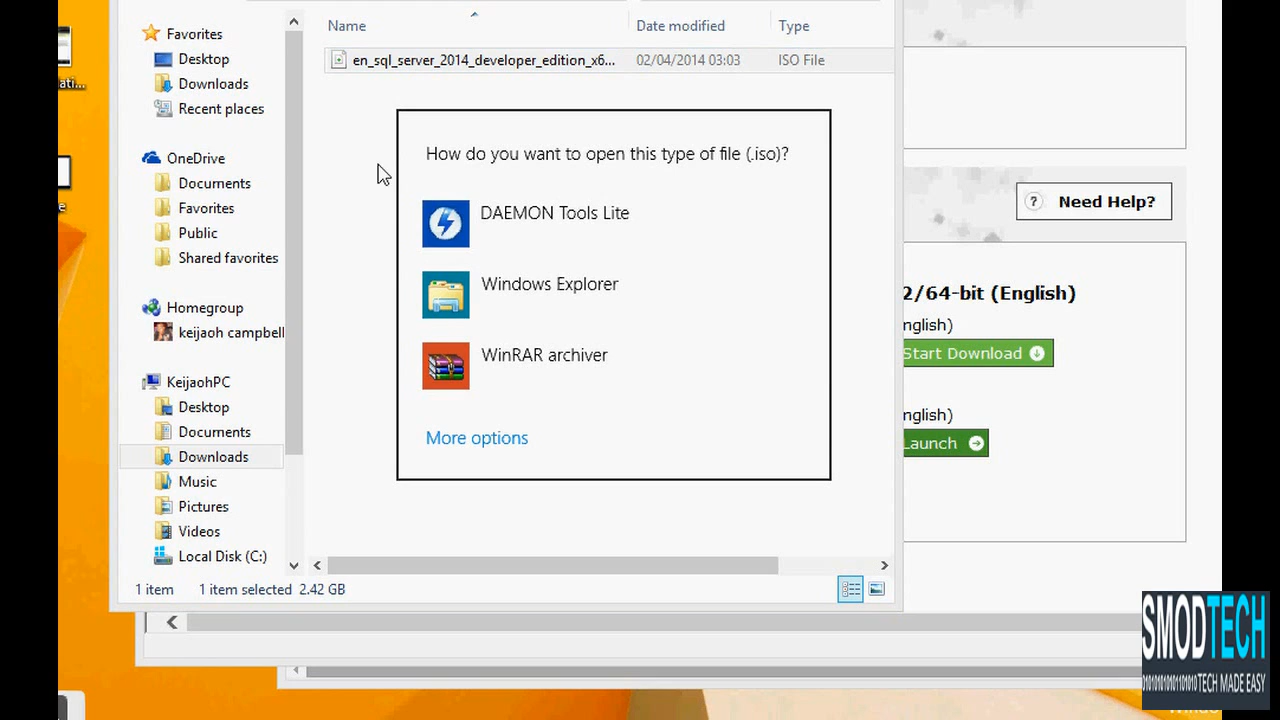 Name Date modified Type
en_sql_server_2014_developer_edition_x6... 02/04/2014 03:03 ISO File
Favorites
Desktop
Downloads
Recent places
OneDrive
Documents
Favorites
Public
Shared favorites
Homegroup
keijaoh campbell
KeijaohPC
Desktop
Documents
Downloads
Music
Pictures
Videos
Local Disk (C:)
1 item 1 item selected 2.42 GB
How do you want to open this type of file (.iso)?
DAEMON Tools Lite
Windows Explorer
WinRAR archiver
More options
? Need Help?
2/64-bit (English)
nglish)
Start Download
nglish)
Launch
ati...
e
SMODTECH
TECH MADE EASY